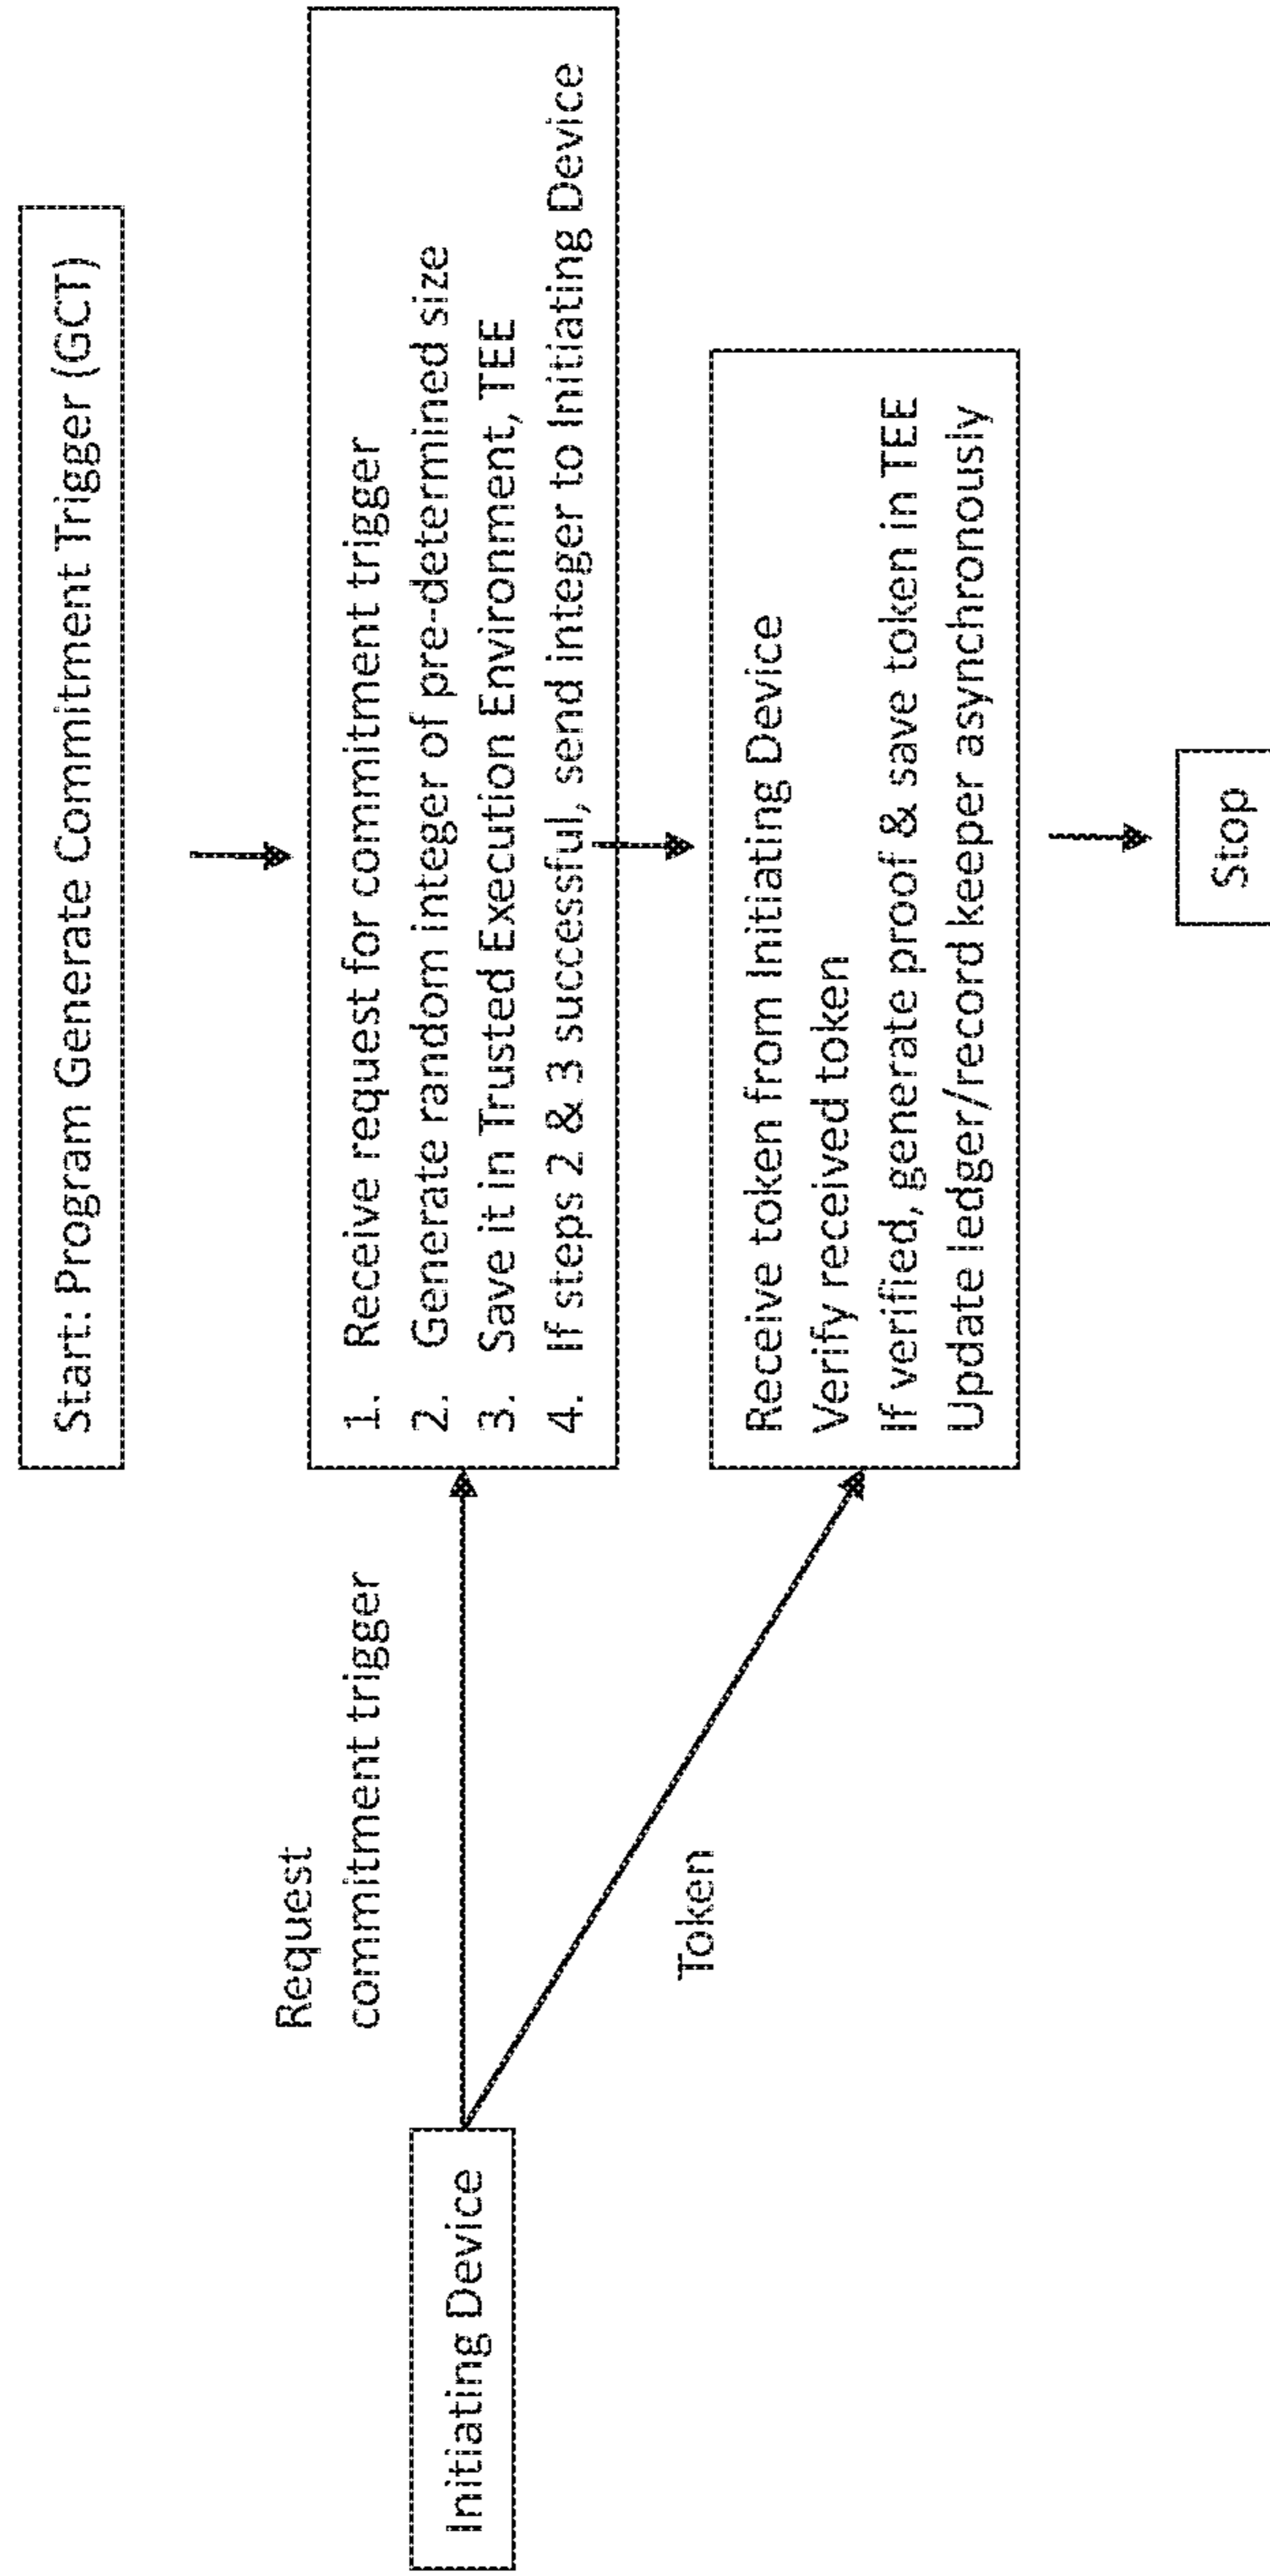 Start: Program Generate Commitment Trigger (GCT)
Request
commitment trigger
1. Receive request for commitment trigger
2. Generate random integer of pre-determined size
3. Save it in Trusted Execution Environment, TEE
4. If steps 2 & 3 successful, send integer to Initiating Device
Initiating Device
Token
Receive token from Initiating Device
Verify received token
If verified, generate proof & save token in TEE
Update ledger/record keeper asynchronously
Stop